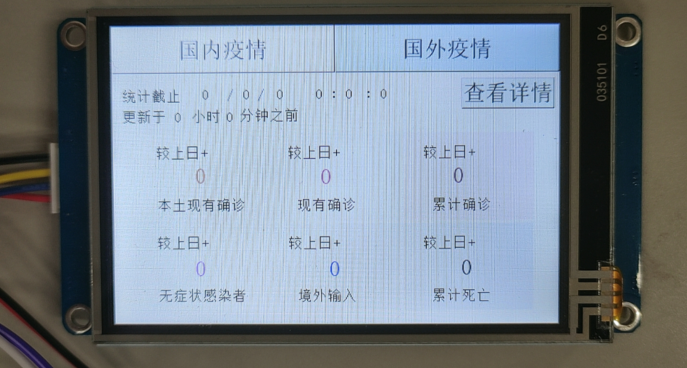 国内疫情 国外疫情
统计截止 0 / 0 / 0 0 : 0 : 0 查看详情
更新于 0 小时 0 分钟之前
较上日+ 较上日+ 较上日+
0 0 0
本土现有确诊 现有确诊 累计确诊
较上日+ 较上日+ 较上日+
0 0 0
无症状感染者 境外输入 累计死亡
035101 D6